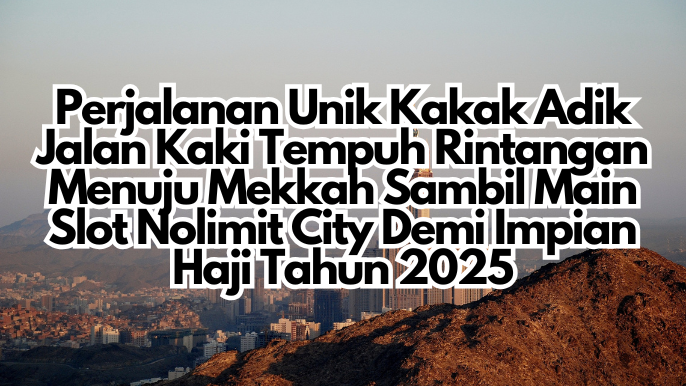 Perjalanan Unik Kakak Adik
Jalan Kaki Tempuh Rintangan
Menuju Mekkah Sambil Main
Slot Nolimit City Demi Impian
Haji Tahun 2025